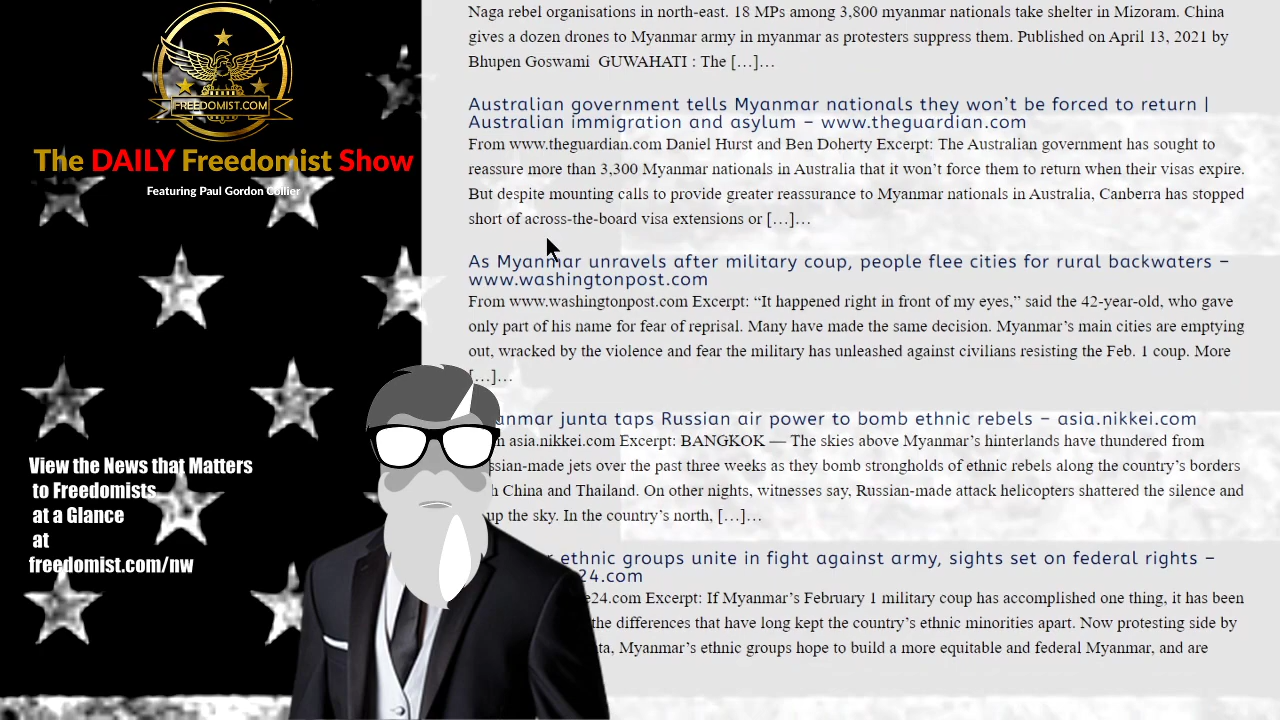 FREEDOMIST.COM
The DAILY Freedomist Show
Featuring Paul Gordon Collier
View the News that Matters
to Freedomists
at a Glance
at
freedomist.com/nw
Naga rebel organisations in north-east. 18 MPs among 3,800 myanmar nationals take shelter in Mizoram. China
gives a dozen drones to Myanmar army in myanmar as protesters suppress them. Published on April 13, 2021 by
Bhupen Goswami GUWAHATI : The […]…
Australian government tells Myanmar nationals they won’t be forced to return |
Australian immigration and asylum – www.theguardian.com
From www.theguardian.com Daniel Hurst and Ben Doherty Excerpt: The Australian government has sought to
reassure more than 3,300 Myanmar nationals in Australia that it won’t force them to return when their visas expire.
But despite mounting calls to provide greater reassurance to Myanmar nationals in Australia, Canberra has stopped
short of across-the-board visa extensions or […]…
As Myanmar unravels after military coup, people flee cities for rural backwaters –
www.washingtonpost.com
From www.washingtonpost.com Excerpt: “It happened right in front of my eyes,” said the 42-year-old, who gave
only part of his name for fear of reprisal. Many have made the same decision. Myanmar’s main cities are emptying
out, wracked by the violence and fear the military has unleashed against civilians resisting the Feb. 1 coup. More
[…]…
junta taps Russian air power to bomb ethnic rebels – asia.nikkei.com
asia.nikkei.com Excerpt: BANGKOK — The skies above Myanmar’s hinterlands have thundered from
jets over the past three weeks as they bomb strongholds of ethnic rebels along the country’s borders
China and Thailand. On other nights, witnesses say, Russian-made attack helicopters shattered the silence and
up the sky. In the country’s north, […]…
ethnic groups unite in fight against army, sights set on federal rights –
24.com
e24.com Excerpt: If Myanmar’s February 1 military coup has accomplished one thing, it has been
the differences that have long kept the country’s ethnic minorities apart. Now protesting side by
Myanmar’s ethnic groups hope to build a more equitable and federal Myanmar, and are